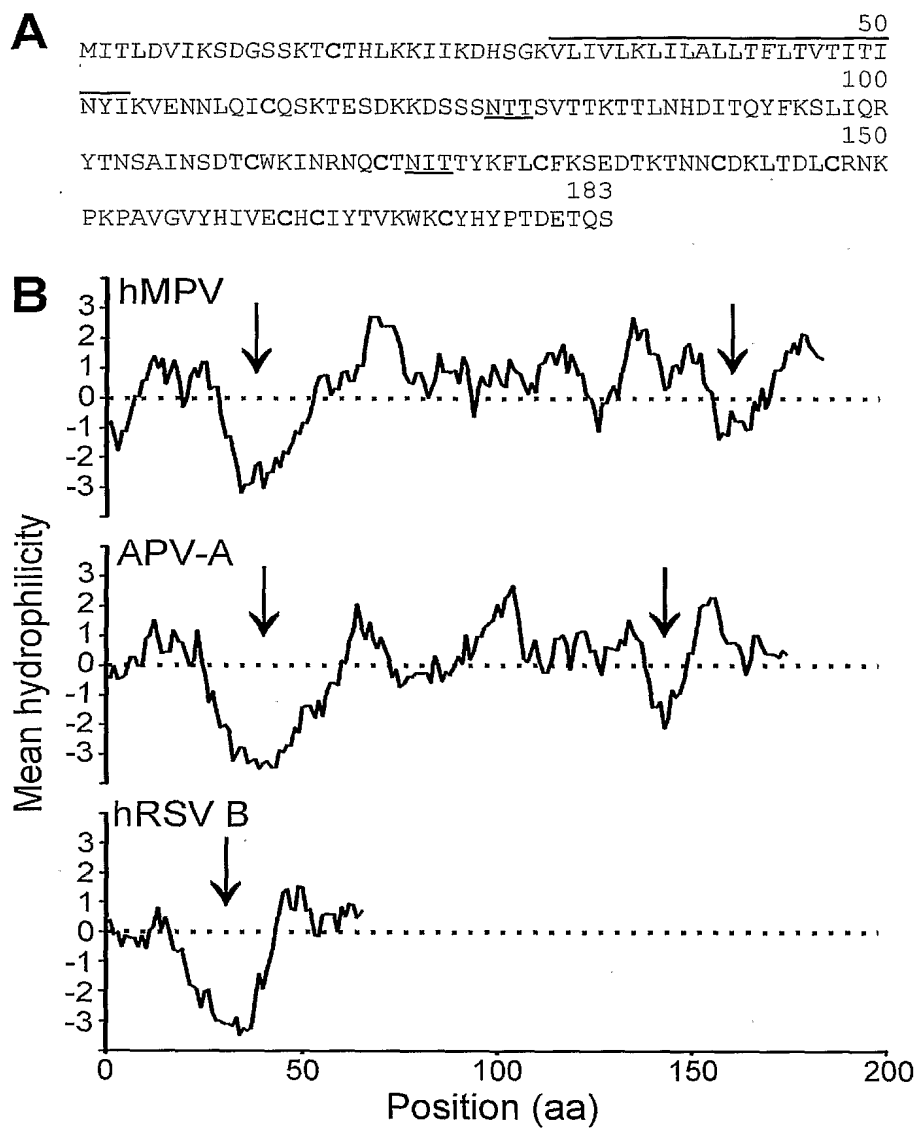 A
50
MITLDVIKSDGSSKTCTHLKKIIKDHSGKVLIVLKLILALLTFLTVTITI
100
NYIKVENNLQICQSKTESDKKDSSSNTTSVTTKTTLNHDITQYFKSLIQR
150
YTNSAINSDTCWKINRNQCTNITTYKFLCFKSEDTKTNNCDKLTDLCRNK
183
PKPAVGVYHIVECHCIYTVKWKCYHYPTDETQS
B
hMPV
3
2
1
0
-1
-2
-3
APV-A
3
2
1
0
-1
-2
-3
hRSV B
3
2
1
0
-1
-2
-3
Mean hydrophilicity
0 50 100 150 200
Position (aa)